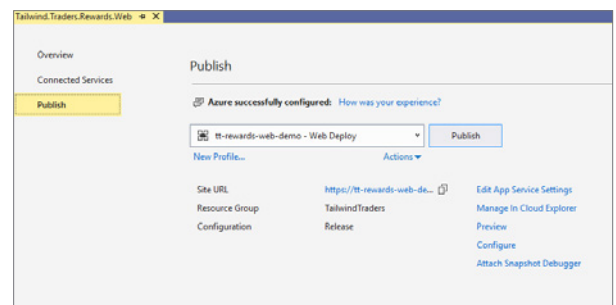 Tailwind.Traders.Rewards.Web
Overview
Connected Services
Publish
Publish
Azure successfully configured: How was your experience?
tt-rewards-web-demo - Web Deploy
Publish
New Profile...
Actions
Site URL https://tt-rewards-web-de... Edit App Service Settings
Resource Group TailwindTraders Manage In Cloud Explorer
Configuration Release Preview
Configure
Attach Snapshot Debugger